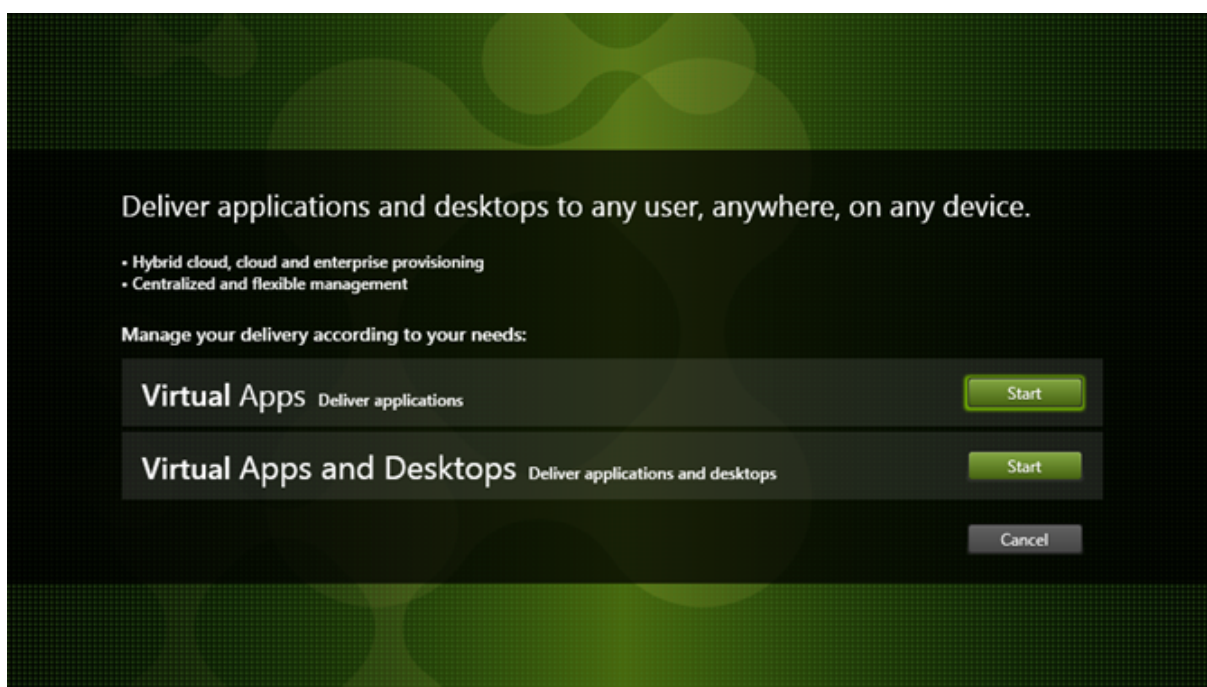 Deliver applications and desktops to any user, anywhere, on any device.
• Hybrid cloud, cloud and enterprise provisioning
• Centralized and flexible management
Manage your delivery according to your needs:
Virtual Apps Deliver applications Start
Virtual Apps and Desktops Deliver applications and desktops Start
Cancel